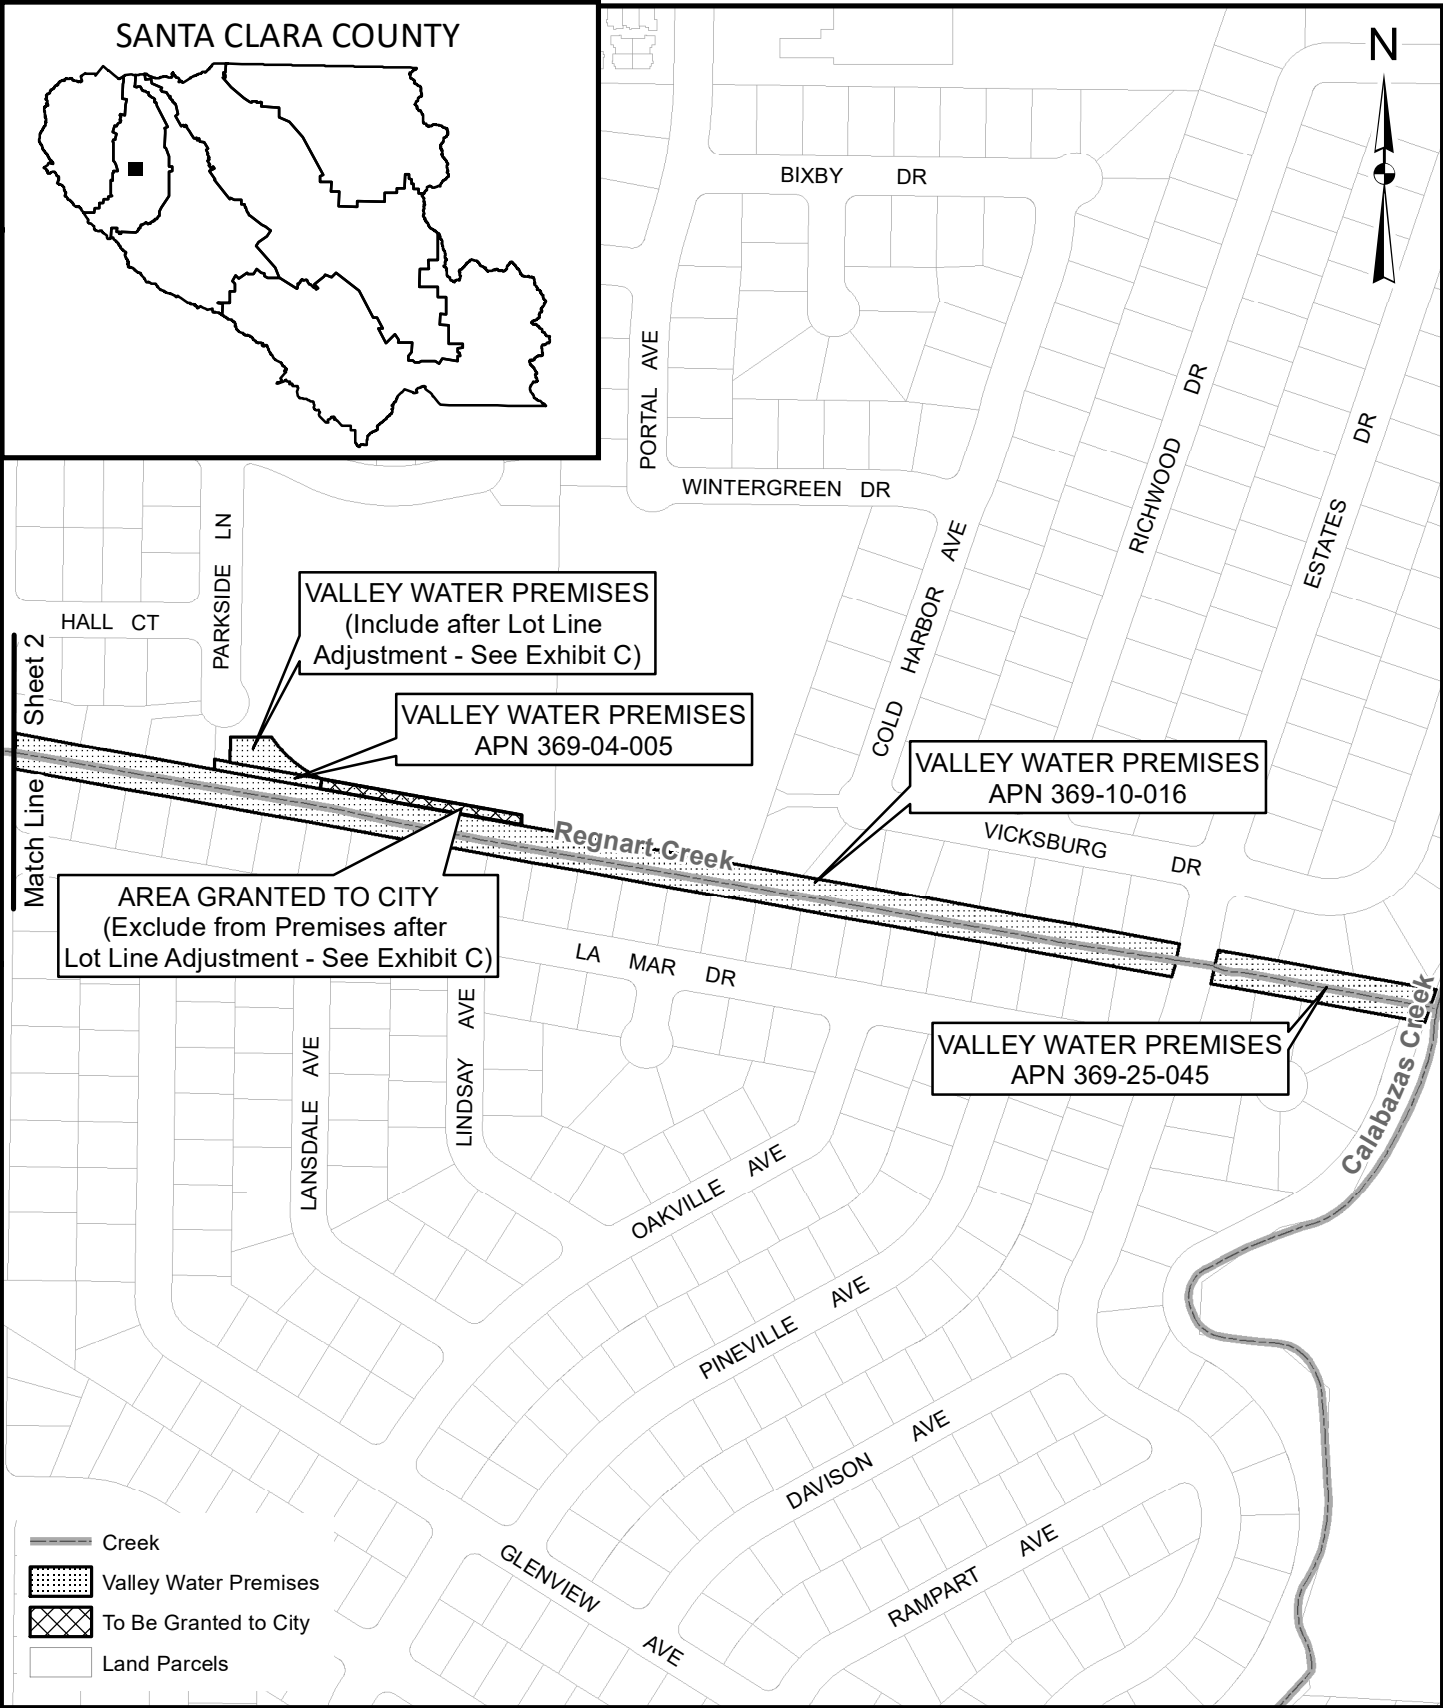 SANTA CLARA COUNTY
N
BIXBY DR
PORTAL AVE
WINTERGREEN DR
RICHWOOD DR
ESTATES DR
COLD HARBOR AVE
PARKSIDE LN
HALL CT
Match Line Sheet 2
VALLEY WATER PREMISES
(Include after Lot Line
Adjustment - See Exhibit C)
VALLEY WATER PREMISES
APN 369-04-005
VALLEY WATER PREMISES
APN 369-10-016
Regnart Creek
VICKSBURG DR
AREA GRANTED TO CITY
(Exclude from Premises after
Lot Line Adjustment - See Exhibit C)
LA MAR DR
VALLEY WATER PREMISES
APN 369-25-045
Calabazas Creek
LANSDALE AVE
LINDSAY AVE
OAKVILLE AVE
PINEVILLE AVE
DAVISON AVE
RAMPART AVE
GLENVIEW AVE
Creek
Valley Water Premises
To Be Granted to City
Land Parcels